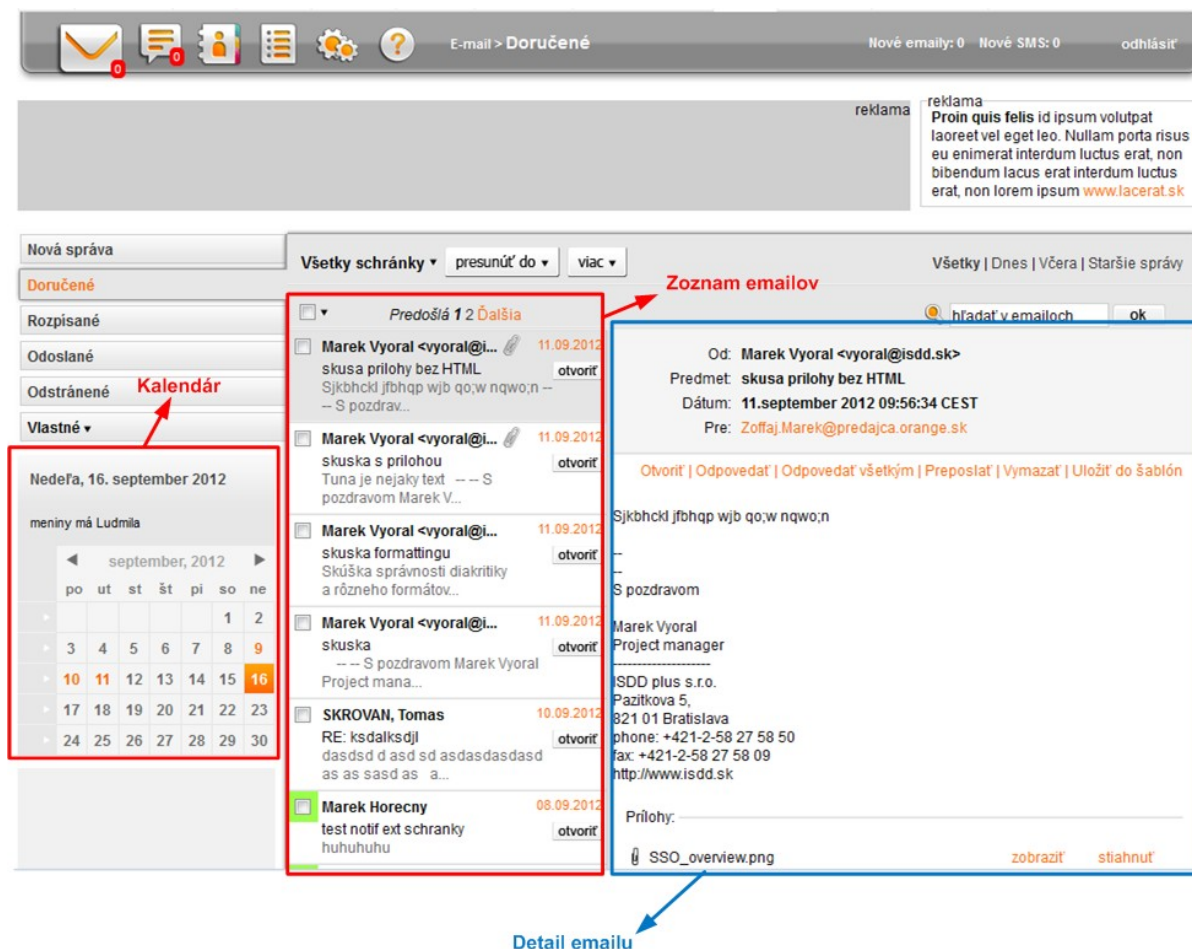 0
0
E-mail > Doručené
Nové emaily: 0 Nové SMS: 0
odhlásiť
reklama
reklama
Proin quis felis id ipsum volutpat
laoreet vel eget leo. Nullam porta risus
eu enimerat interdum luctus erat, non
bibendum lacus erat interdum luctus
erat, non lorem ipsum www.lacerat.sk
Nová správa
Doručené
Rozpísané
Odoslané
Odstránené
Vlastné
Kalendár
Nedeľa, 16. september 2012
meniny má Ludmila
september, 2012
po ut st št pi so ne
1 2
3 4 5 6 7 8 9
10 11 12 13 14 15 16
17 18 19 20 21 22 23
24 25 26 27 28 29 30
Všetky schránky presunúť do viac
Všetky | Dnes | Včera | Staršie správy
Zoznam emailov
hľadať v emailoch ok
Predošlá 1 2 Ďalšia
Marek Vyoral <vyoral@i... 11.09.2012
skusa prilohy bez HTML otvoriť
Sjkbhckl jfbhqp wjb qo;w nqwo;n --
-- S pozdrav...
Marek Vyoral <vyoral@i... 11.09.2012
skuska s prilohou otvoriť
Tuna je nejaky text -- -- S
pozdravom Marek V...
Marek Vyoral <vyoral@i... 11.09.2012
skuska formattingu otvoriť
Skúška správnosti diakritiky
a rôzneho formátov...
Marek Vyoral <vyoral@i... 11.09.2012
skuska otvoriť
-- -- S pozdravom Marek Vyoral
Project mana...
SKROVAN, Tomas 10.09.2012
RE: ksdalksdjl otvoriť
dasdsd d asd sd asdasdasdasd
as as sasd as a...
Marek Horecny 08.09.2012
test notif ext schranky otvoriť
huhuhuhu
Od: Marek Vyoral <vyoral@isdd.sk>
Predmet: skusa prilohy bez HTML
Dátum: 11.september 2012 09:56:34 CEST
Pre: Zoffaj.Marek@predajca.orange.sk
Otvoriť | Odpovedať | Odpovedať všetkým | Preposlať | Vymazať | Uložiť do šablón
Sjkbhckl jfbhqp wjb qo;w nqwo;n
--
--
S pozdravom
Marek Vyoral
Project manager
--------------------
ISDD plus s.r.o.
Pazitkova 5,
821 01 Bratislava
phone: +421-2-58 27 58 50
fax: +421-2-58 27 58 09
http://www.isdd.sk
Prílohy:
SSO_overview.png zobraziť stiahnuť
Detail emailu